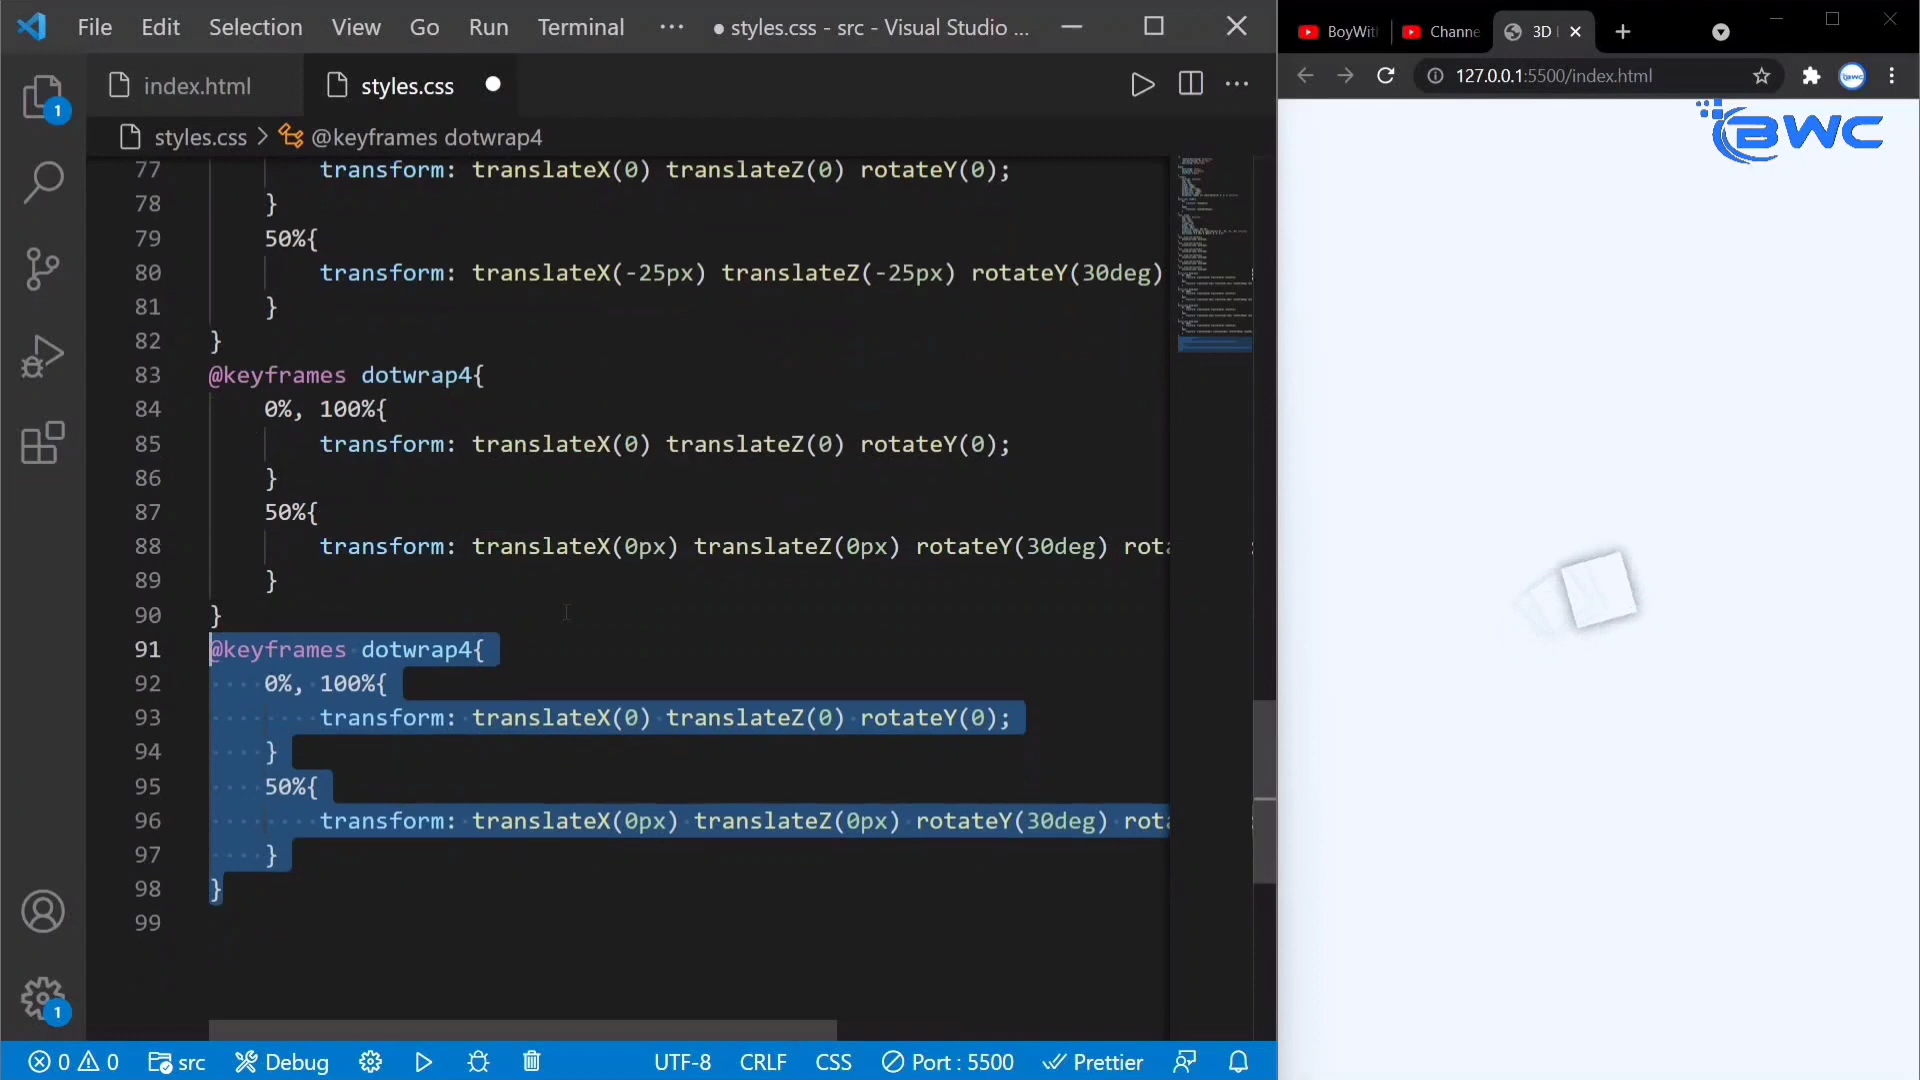 File Edit Selection View Go Run Terminal ··· ● styles.css - src - Visual Studio ...
BoyWit Channe 3D
index.html styles.css
127.0.0.1:5500/index.html
styles.css > @keyframes dotwrap4
BWC
77 transform: translateX(0) translateZ(0) rotateY(0);
78 }
79 50%{
80 transform: translateX(-25px) translateZ(-25px) rotateY(30deg)
81 }
82 }
83 @keyframes dotwrap4{
84 0%, 100%{
85 transform: translateX(0) translateZ(0) rotateY(0);
86 }
87 50%{
88 transform: translateX(0px) translateZ(0px) rotateY(30deg) rota
89 }
90 }
91 @keyframes dotwrap4{
92 0%, 100%{
93 transform: translateX(0) translateZ(0) rotateY(0);
94 }
95 50%{
96 transform: translateX(0px) translateZ(0px) rotateY(30deg) rota
97 }
98 }
99
1
1
0 0 src Debug UTF-8 CRLF CSS Port : 5500 Prettier